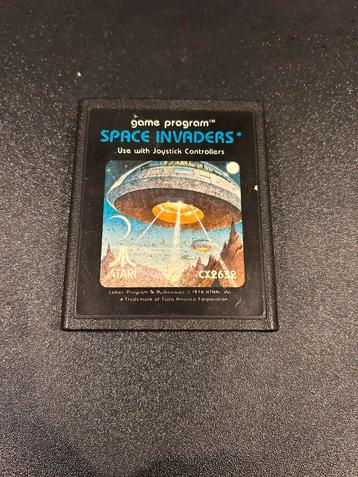 game program™
SPACE INVADERS*
Use with Joystick Controllers
ATARI
CX2632
Label, Program & Audiovisual © 1978 ATARI, INC.
* Trademark of Taito America Corporation